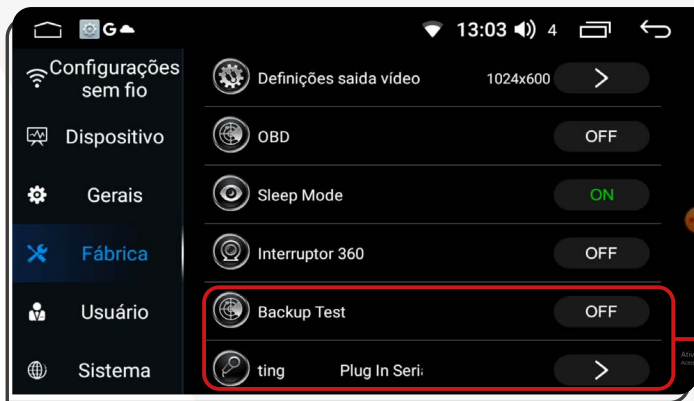 G
13:03
4
Configurações
sem fio
Dispositivo
Gerais
Fábrica
Usuário
Sistema
Definições saida vídeo
1024x600
OBD
OFF
Sleep Mode
ON
Interruptor 360
OFF
Backup Test
OFF
ting
Plug In Seri